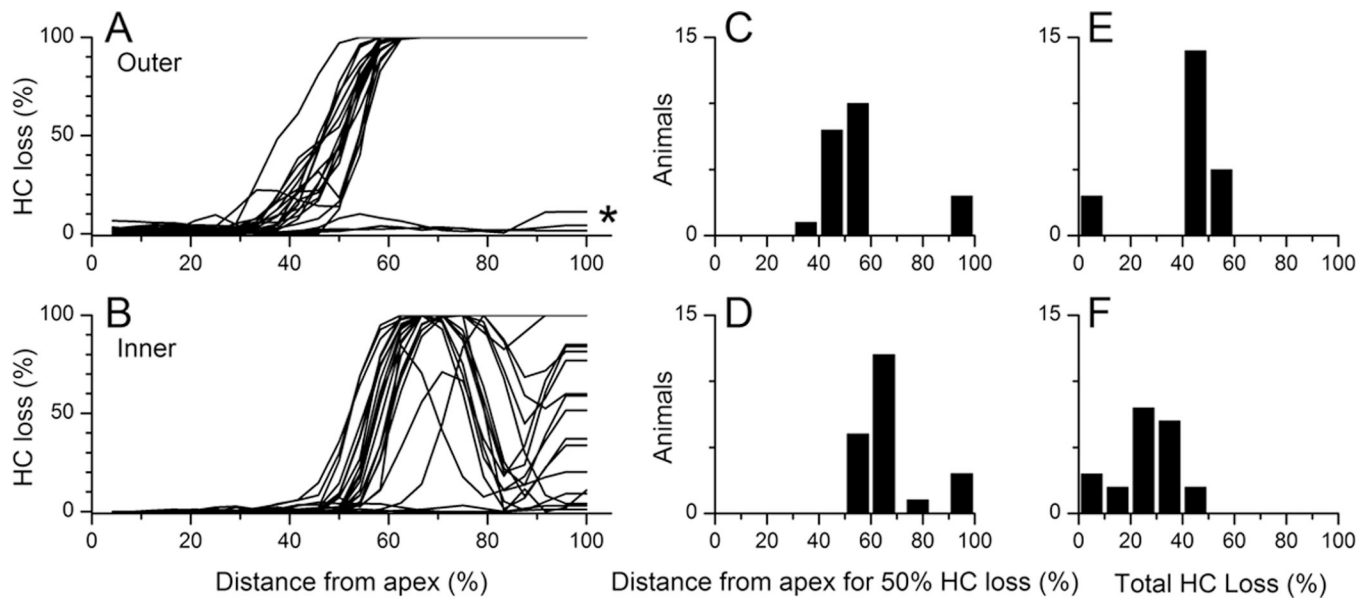 A
Outer
HC loss (%)
100
50
0
*
0 20 40 60 80 100
C
Animals
15
0
0 20 40 60 80 100
E
15
0
0 20 40 60 80 100
B
Inner
HC loss (%)
100
50
0
0 20 40 60 80 100
Distance from apex (%)
D
Animals
15
0
0 20 40 60 80 100
Distance from apex for 50% HC loss (%)
F
15
0
0 20 40 60 80 100
Total HC Loss (%)